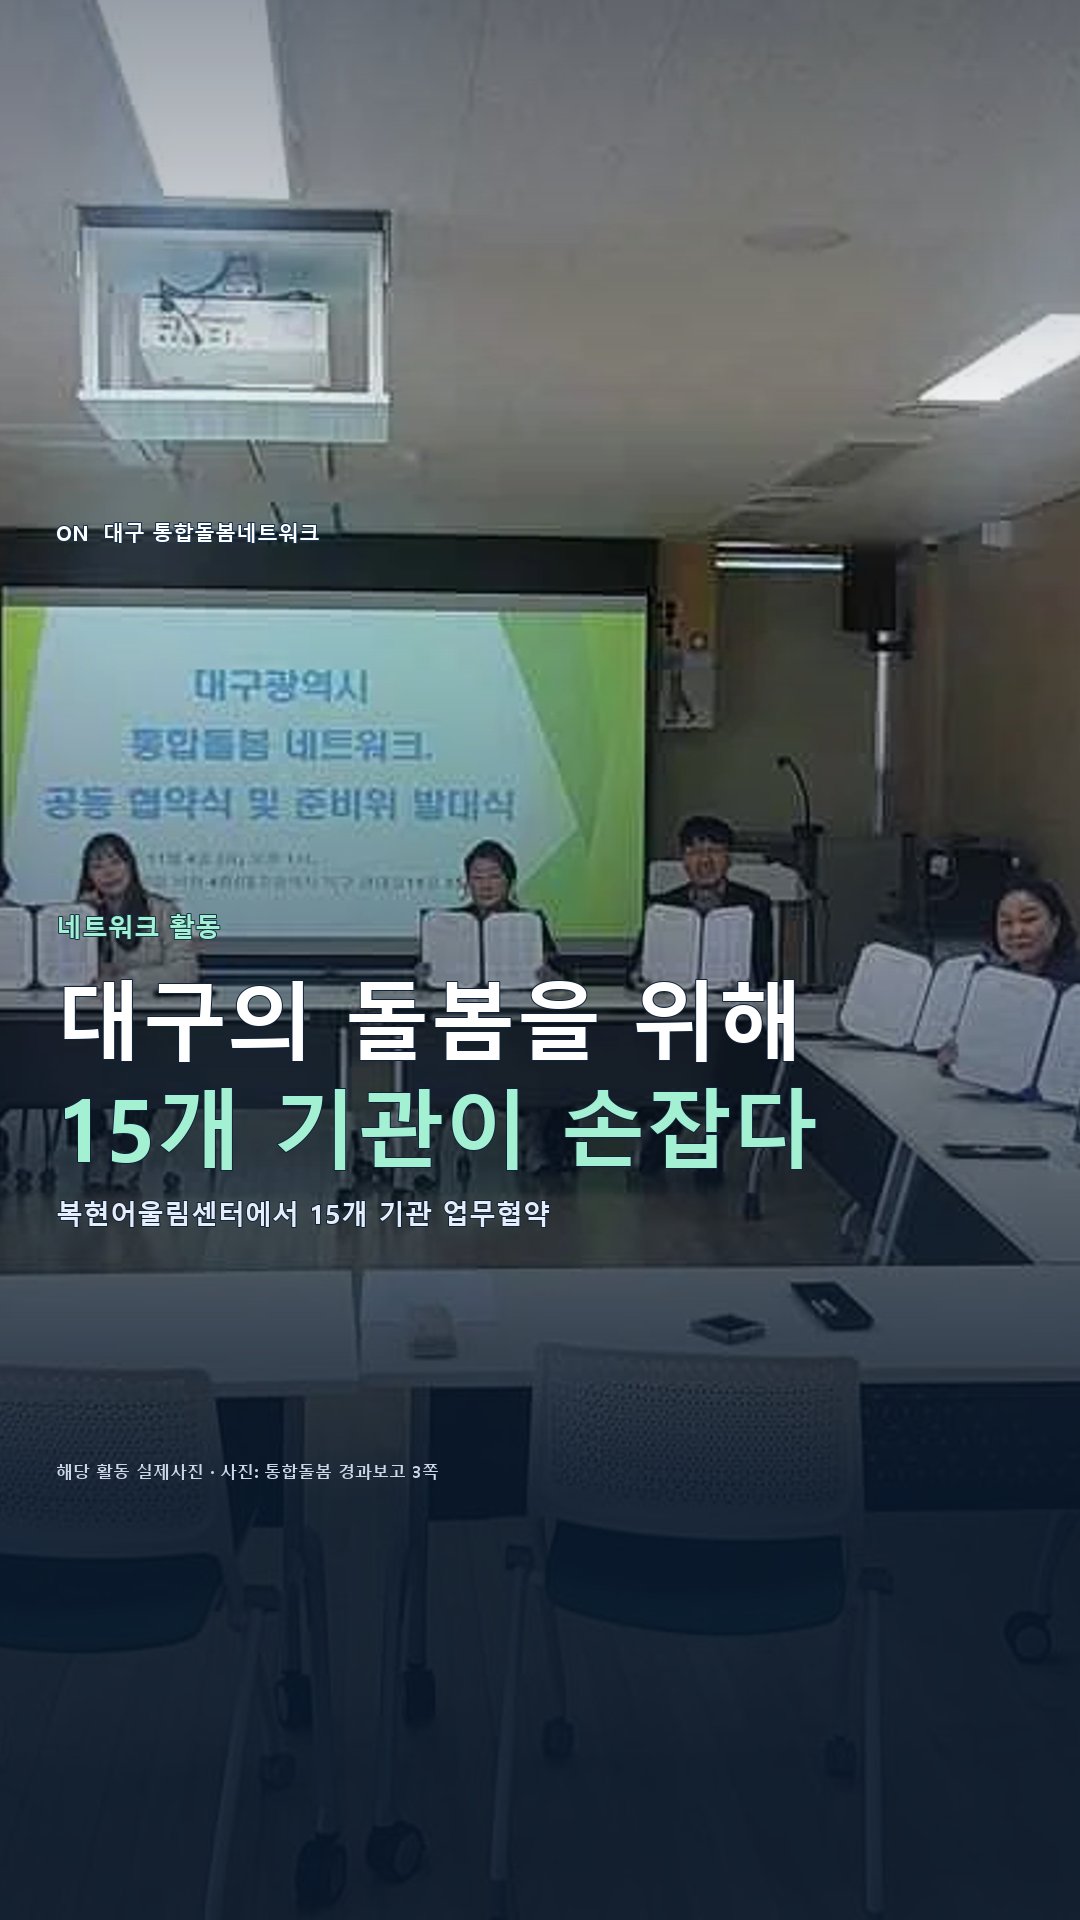 ON 대구 통합돌봄네트워크
대구광역시
통합돌봄 네트워크.
공동 협약식 및 준비위 발대식
네트워크 활동
대구의 돌봄을 위해
15개 기관이 손잡다
복현어울림센터에서 15개 기관 업무협약
해당 활동 실제사진 · 사진: 통합돌봄 경과보고 3쪽